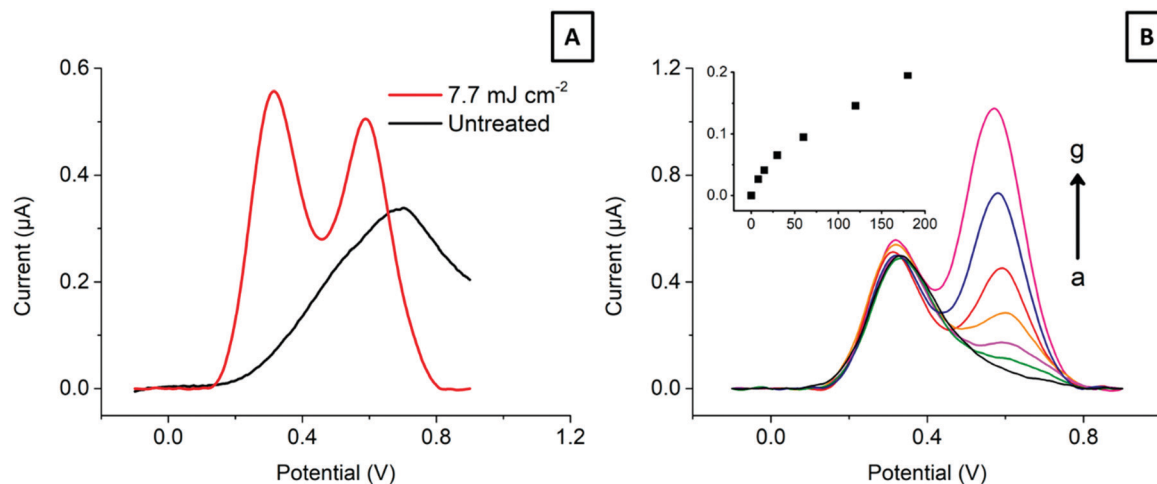 A
0.6
0.4
0.2
0.0
Current (µA)
7.7 mJ cm⁻²
Untreated
0.0 0.4 0.8 1.2
Potential (V)
B
1.2
0.8
0.4
0.0
Current (µA)
0.2
0.1
0.0
0 50 100 150 200
g
a
0.0 0.4 0.8
Potential (V)